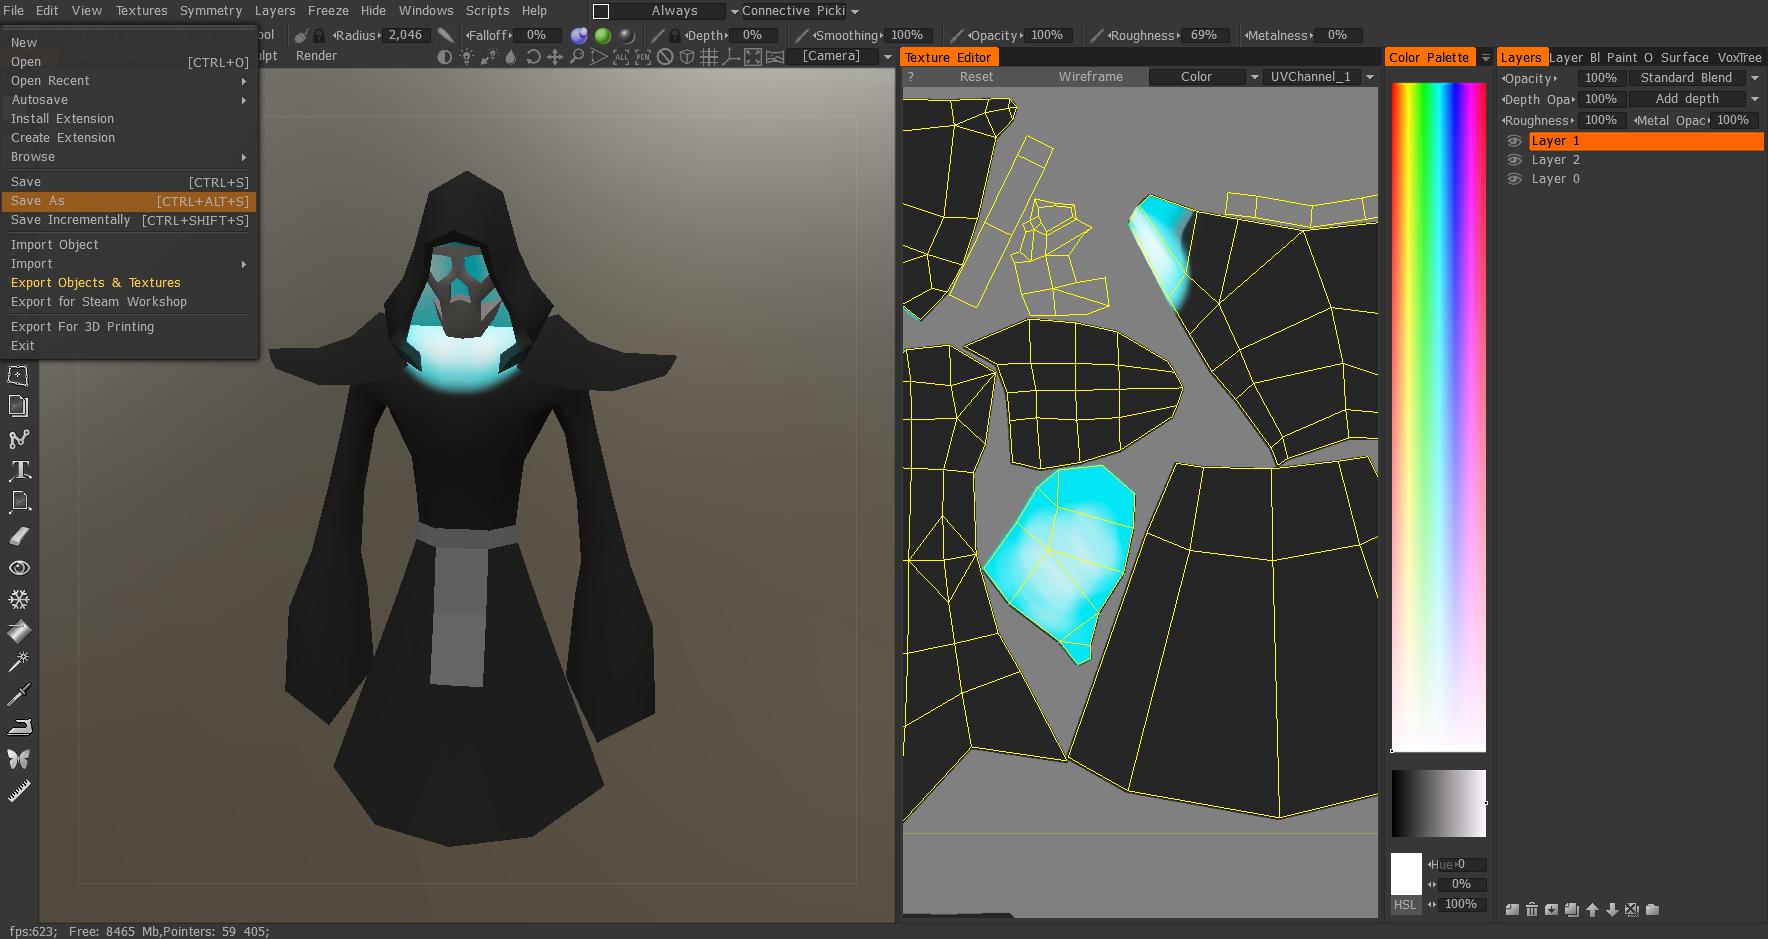 File Edit View Textures Symmetry Layers Freeze Hide Windows Scripts Help Always Connective Picki
Radius 2,046 Falloff 0% Depth 0% Smoothing 100% Opacity 100% Roughness 69% Metalness 0%
Render ALL PEN [Camera]
New
Open [CTRL+O]
Open Recent
Autosave
Install Extension
Create Extension
Browse
Save [CTRL+S]
Save As [CTRL+ALT+S]
Save Incrementally [CTRL+SHIFT+S]
Import Object
Import
Export Objects & Textures
Export for Steam Workshop
Export For 3D Printing
Exit
Front
Texture Editor
? Reset Wireframe Color UVChannel_1
Color Palette
Hue 0
0%
HSL 100%
Layers Layer Bl Paint O Surface VoxTree
Opacity 100% Standard Blend
Depth Opa 100% Add depth
Roughness 100% Metal Opac 100%
Layer 1
Layer 2
Layer 0
fps:623; Free: 8465 Mb,Pointers: 59 405;